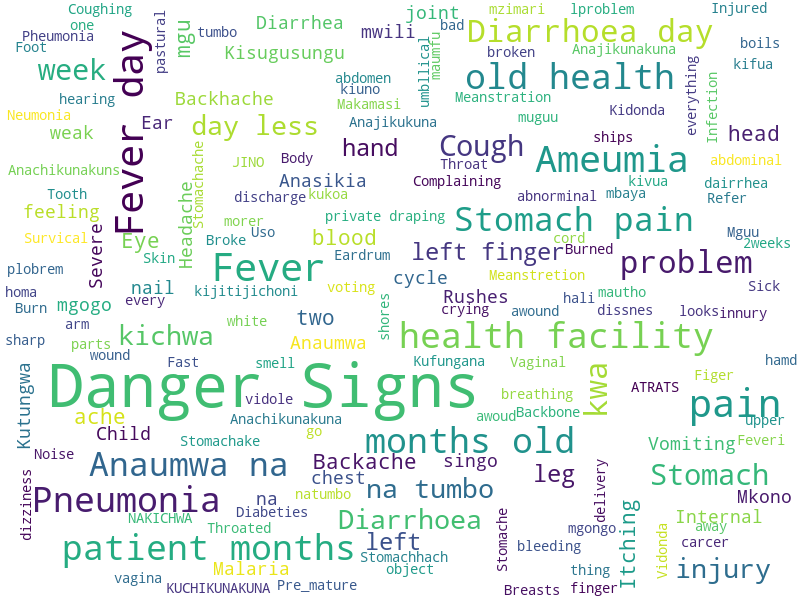 Coughing
one
Pheumonia
Foot
pastural
tumbo
mgu
Diarrhea
Kisugusungu
mwili
joint
maumfu
umbllical
bad
mzimari
lproblem
Injured
Diarrhoea day
broken
Anajikunakuna
boils
kifua
week
Fever day
hearing
Backhache
abdomen
kiuno
old health
Meanstration
everything
Infection
Neumonia
weak
Ear
day less
Makamasi
Anajikukuna
muguu
Kidonda
head
Anachikunakuns
Stomachache
JINO
Body
hand
Cough
Throat
ships
Ameumia
abdominal
Tooth
Headache
discharge
Anasikia
kukoa
Complaining
abnorminal
kivua
mbaya
dairrhea
Refer
feeling
morer
private draping
Stomach pain
Survical
Severe
Eye
Broke
Uso
blood
cord
Mguu
2weeks
plobrem
Skin
Fever
Eardrum
left finger
Burned
problem
homa
Burn
every
nail
kijitijichoni
voting
cycle
Meanstretion
Sick
mgogo
Rushes
hali
mautho
sharp
arm
white
two
shores
crying
awound
dissnes
looks
innury
parts
kichwa
Anaumwa
health facility
wound
Fast
smell
Kufungana
Vaginal
hamd
Kutungwa
Danger Signs
vidole
breathing
kwa
ATRATS
Figer
pain
ache
Anachikunakuna
awoud
Backbone
upper
Child
Stomachake
go
months old
Vomiting
Feveri
Noise
Anaumwa na
Backache
singo
leg
Stomach
dizziness
Pneumonia
na
chest
natumbo
na tumbo
delivery
Mkono
Diabeties
NAKICHWA
Throated
Diarrhoea
Stomache
mgongo
Itching
Internal
away
patient months
left
bleeding
carcer
Malaria
Stomachhach
object
thing
Vidonda
injury
vagina
KUCHIKUNAKUNA
Pre_mature
Breasts
finger